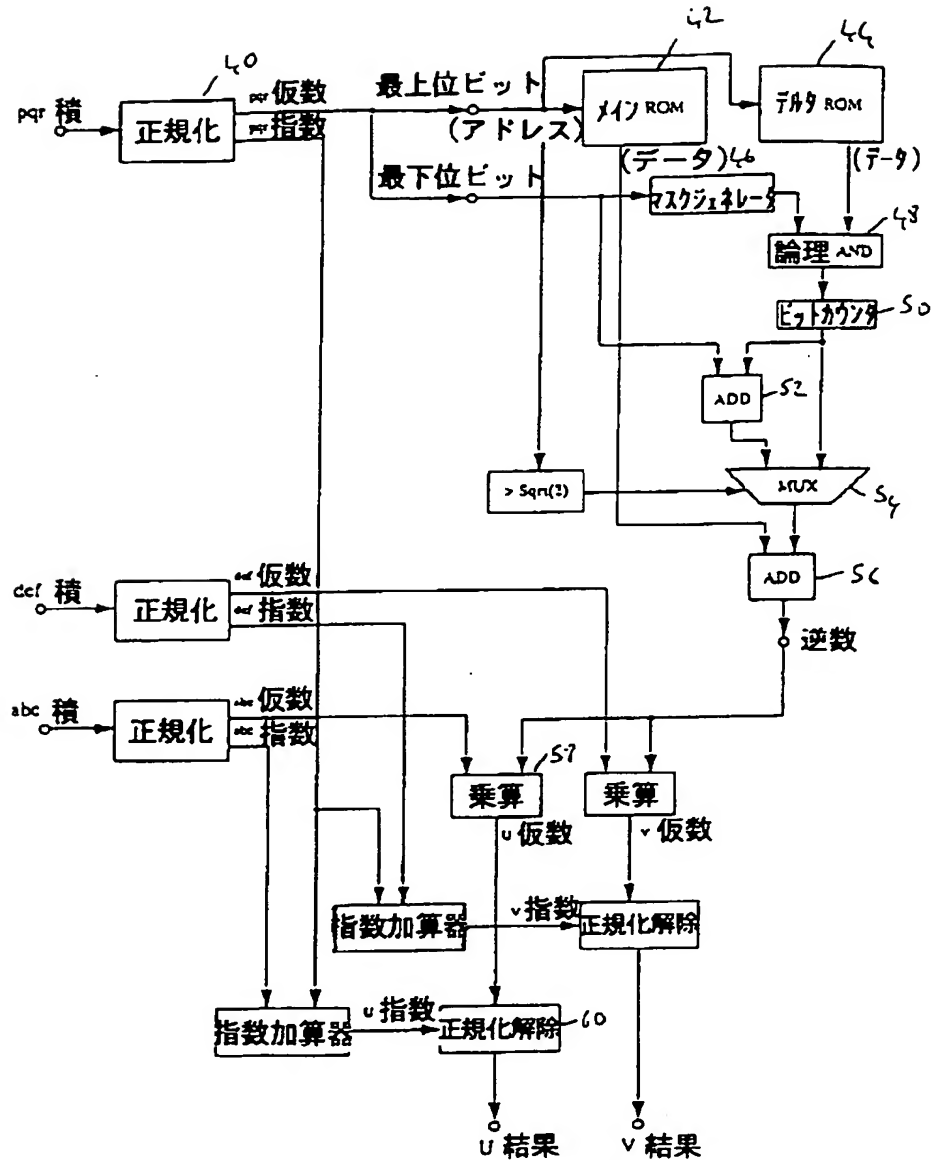 40
42
44
pqr 積
正規化
pqr 仮数
pqr 指数
最上位ビット
(アドレス)
メイン ROM
デルタ ROM
(データ)
46
(データ)
最下位ビット
マスクジェネレータ
48
論理 AND
ビットカウンタ
50
ADD
52
> Sqrt(2)
MUX
54
ADD
56
逆数
def 積
正規化
def 仮数
def 指数
abc 積
正規化
abc 仮数
abc 指数
乗算
乗算
u 仮数
v 仮数
指数加算器
v 指数
正規化解除
指数加算器
u 指数
正規化解除
60
U 結果
V 結果